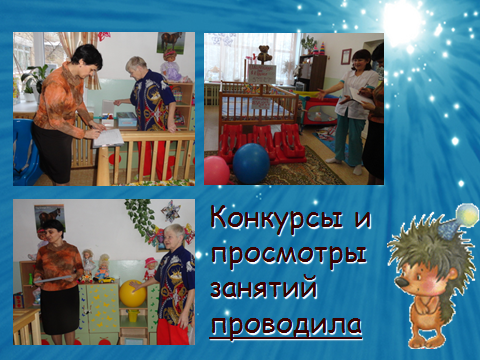 Конкурсы и
просмотры
занятий
проводила